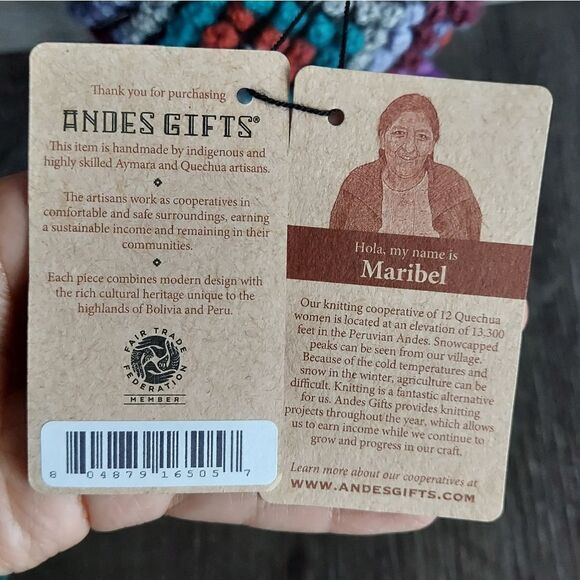 Thank you for purchasing
ANDES GIFTS®
This item is handmade by indigenous and
highly skilled Aymara and Quechua artisans.
The artisans work as cooperatives in
comfortable and safe surroundings, earning
a sustainable income and remaining in their
communities.
Each piece combines modern design with
the rich cultural heritage unique to the
highlands of Bolivia and Peru.
FAIR TRADE
FEDERATION
MEMBER
8 04879 16505 7
Hola, my name is
Maribel
Our knitting cooperative of 12 Quechua
women is located at an elevation of 13,300
feet in the Peruvian Andes. Snowcapped
peaks can be seen from our village.
Because of the cold temperatures and
snow in the winter, agriculture can be
difficult. Knitting is a fantastic alternative
for us. Andes Gifts provides knitting
projects throughout the year, which allows
us to earn income while we continue to
grow and progress in our craft.
Learn more about our cooperatives at
WWW.ANDESGIFTS.COM